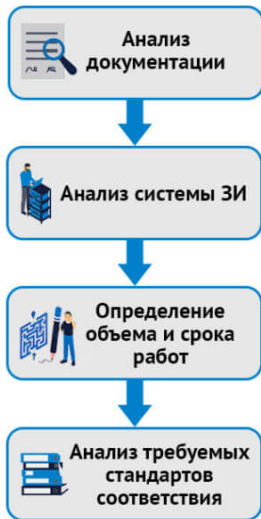 Анализ
документации
Анализ системы ЗИ
Определение
объема и срока
работ
Анализ требуемых
стандартов
соответствия